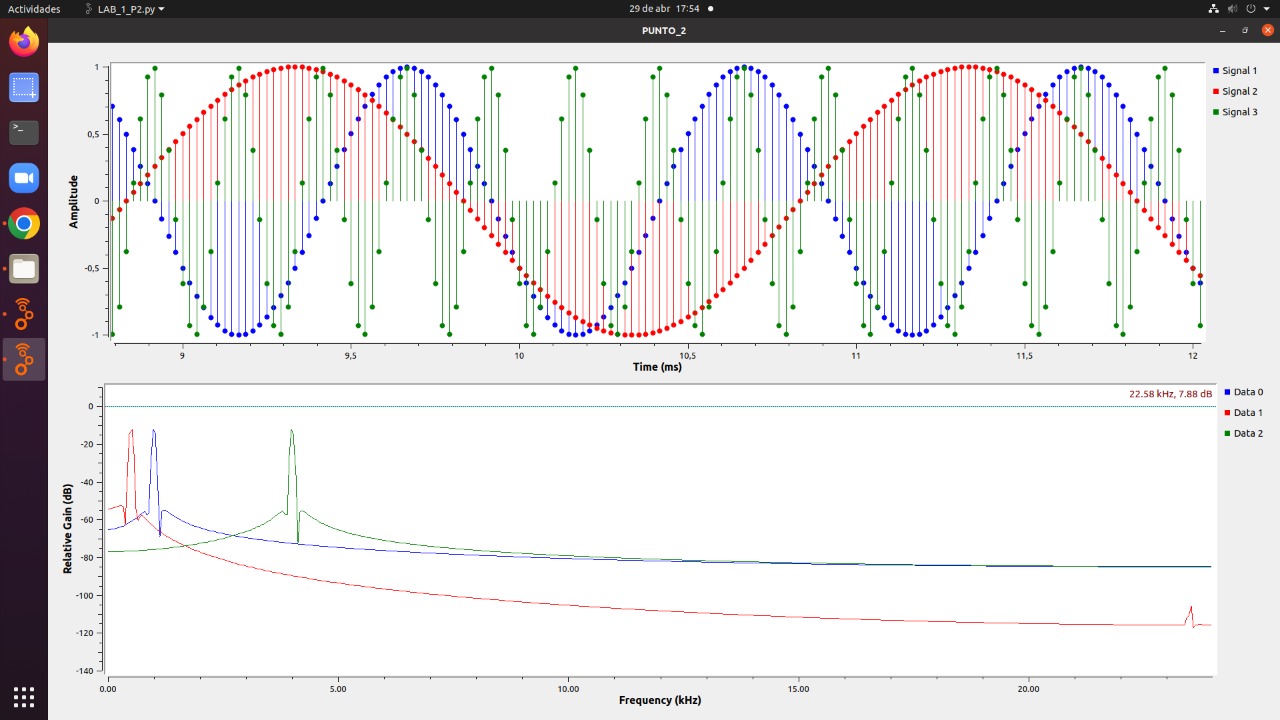 Actividades LAB_1_P2.py 29 de abr 17:54
PUNTO_2
1
0,5
0
-0,5
-1
Amplitude
9 9,5 10 10,5 11 11,5 12
Time (ms)
Signal 1
Signal 2
Signal 3
22.58 kHz, 7.88 dB
0
-20
-40
-60
-80
-100
-120
-140
Relative Gain (dB)
0.00 5.00 10.00 15.00 20.00
Frequency (kHz)
Data 0
Data 1
Data 2